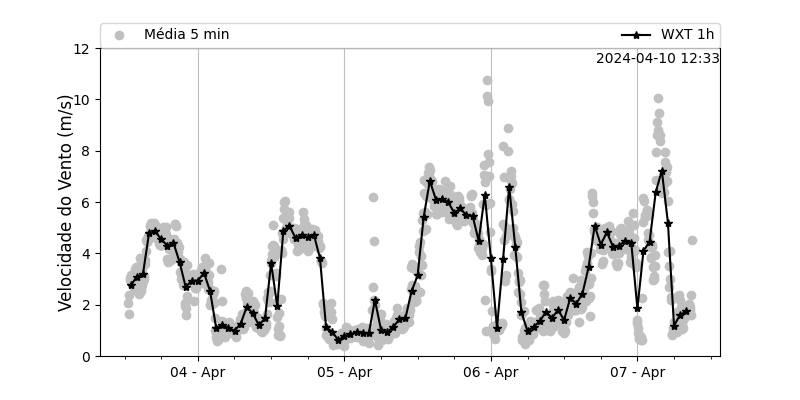 Média 5 min
WXT 1h
2024-04-10 12:33
Velocidade do Vento (m/s)
12
10
8
6
4
2
0
04 - Apr
05 - Apr
06 - Apr
07 - Apr